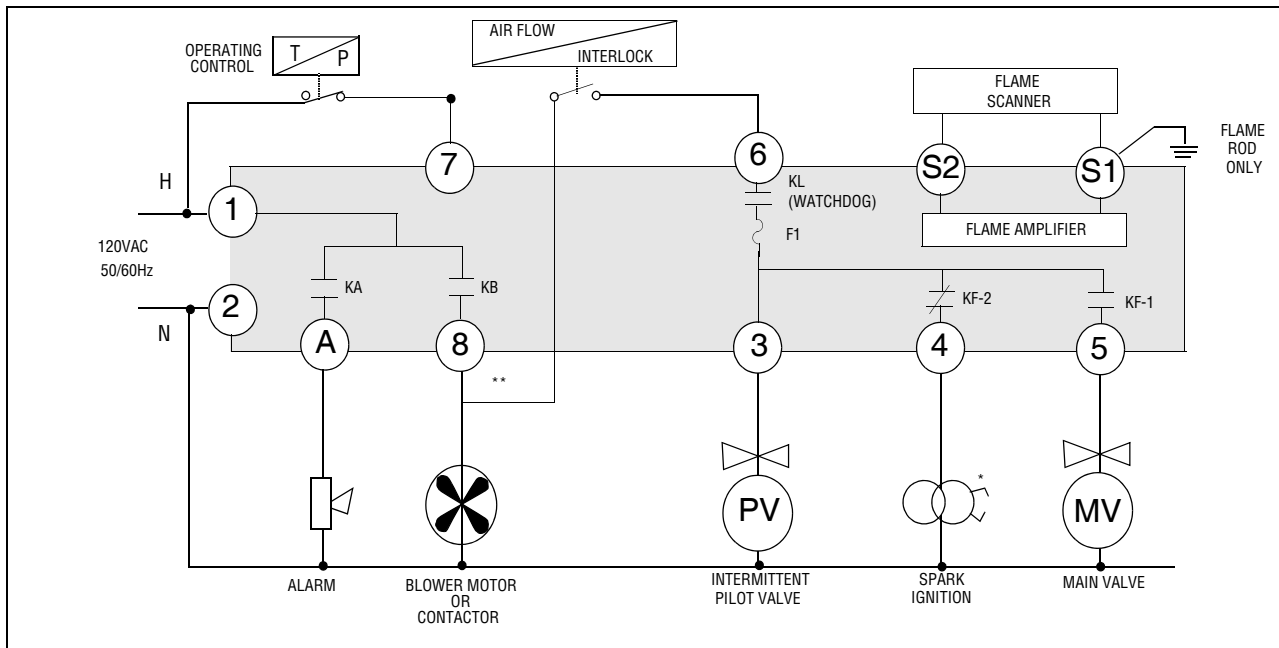 AIR FLOW
INTERLOCK
OPERATING
CONTROL
T
P
FLAME
SCANNER
FLAME
ROD
ONLY
7
6
S2
S1
H
1
KL
(WATCHDOG)
F1
FLAME AMPLIFIER
120VAC
50/60Hz
2
N
KA
KB
KF-2
KF-1
A
8
3
4
5
**
*
PV
MV
ALARM
BLOWER MOTOR
OR
CONTACTOR
INTERMITTENT
PILOT VALVE
SPARK
IGNITION
MAIN VALVE